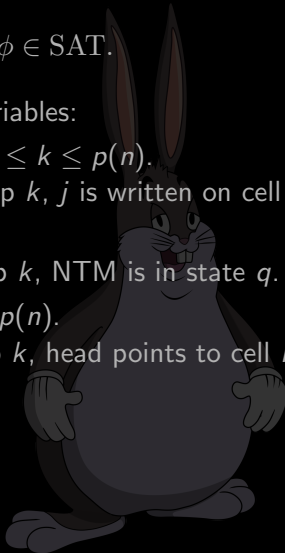 ϕ ∈ SAT.
riables:
≤ k ≤ p(n).
p k, j is written on cell
p k, NTM is in state q.
p(n).
k, head points to cell